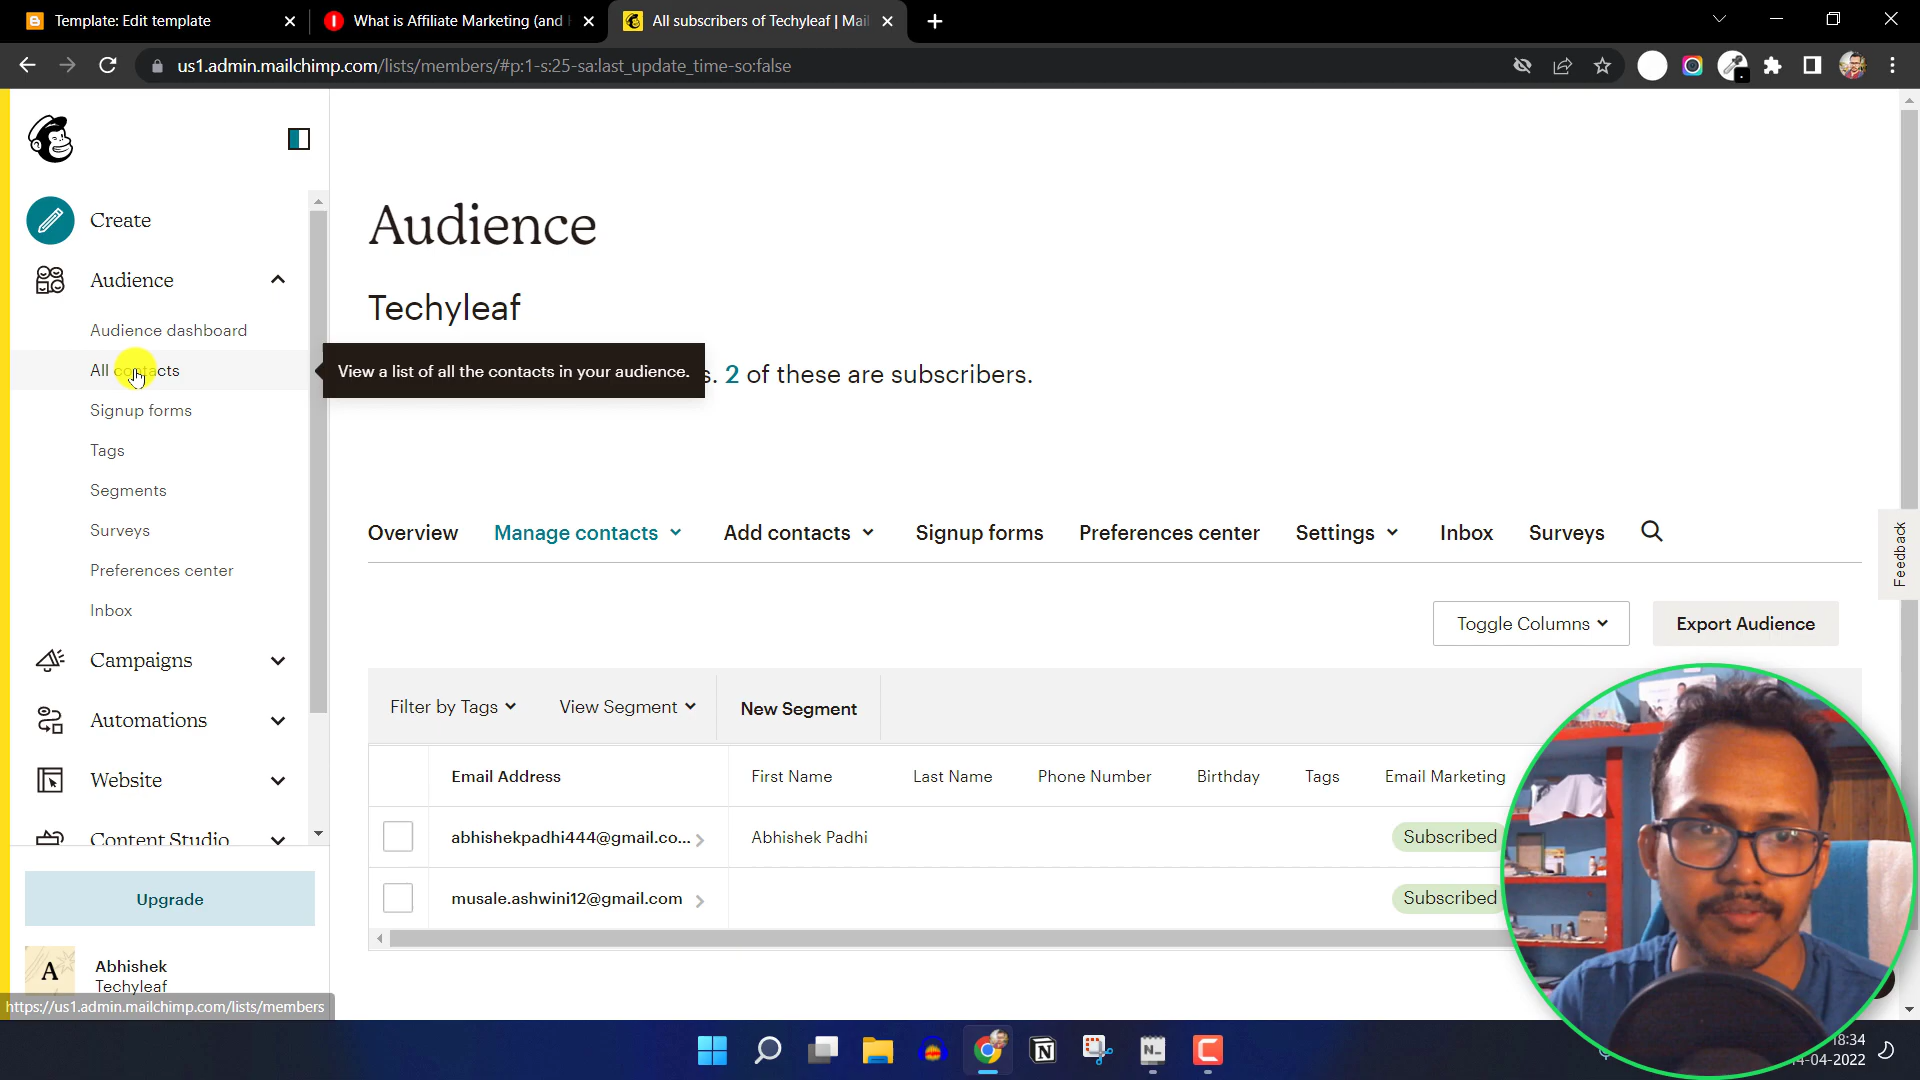 Template: Edit template
What is Affiliate Marketing (and
All subscribers of Techyleaf | Mail
us1.admin.mailchimp.com/lists/members/#p:1-s:25-sa:last_update_time-so:false
Create
Audience
Audience dashboard
All contacts
Signup forms
Tags
Segments
Surveys
Preferences center
Inbox
Campaigns
Automations
Website
Content Studio
Upgrade
A
Abhishek
Techyleaf
https://us1.admin.mailchimp.com/lists/members
Audience
Techyleaf
View a list of all the contacts in your audience.
s. 2 of these are subscribers.
Overview Manage contacts Add contacts Signup forms Preferences center Settings Inbox Surveys
Feedback
Toggle Columns Export Audience
Filter by Tags View Segment New Segment
Email Address First Name Last Name Phone Number Birthday Tags Email Marketing
abhishekpadhi444@gmail.co... Abhishek Padhi Subscribed
musale.ashwini12@gmail.com Subscribed
18:34
-04-2022